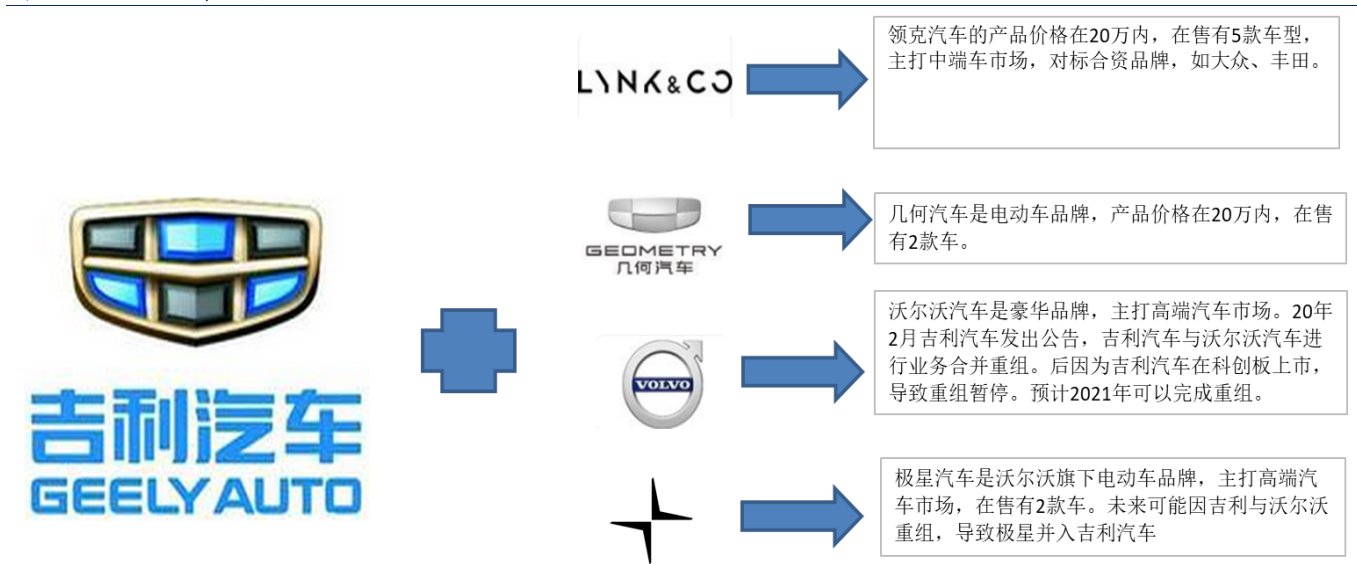 LYNK&CO
领克汽车的产品价格在20万内，在售有5款车型，
主打中端车市场，对标合资品牌，如大众、丰田。
GEOMETRY
几何汽车
几何汽车是电动车品牌，产品价格在20万内，在售
有2款车。
吉利汽车
GEELY AUTO
VOLVO
沃尔沃汽车是豪华品牌，主打高端汽车市场。20年
2月吉利汽车发出公告，吉利汽车与沃尔沃汽车进
行业务合并重组。后因为吉利汽车在科创板上市，
导致重组暂停。预计2021年可以完成重组。
极星汽车是沃尔沃旗下电动车品牌，主打高端汽
车市场，在售有2款车。未来可能因吉利与沃尔沃
重组，导致极星并入吉利汽车